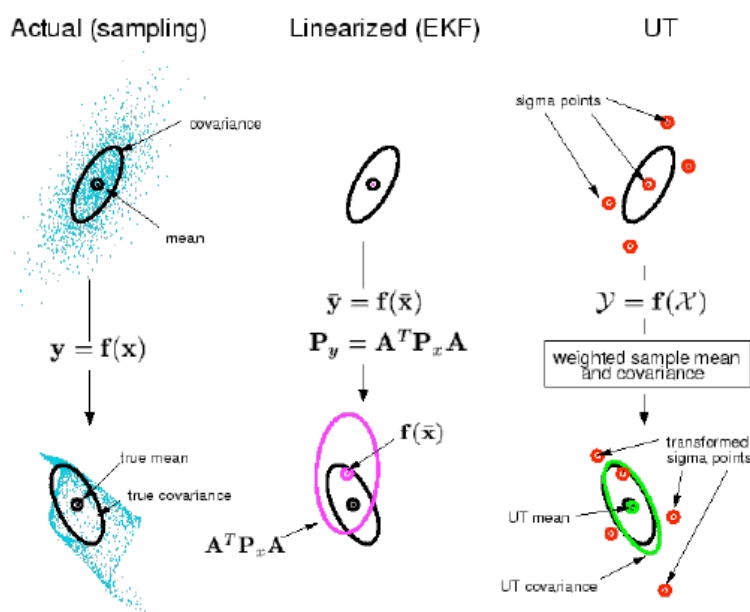 Actual (sampling)
Linearized (EKF)
UT
covariance
mean
sigma points
y = f(x)
ȳ = f(x̄)
P_y = A^T P_x A
𝒴 = f(𝒳)
weighted sample mean
and covariance
true mean
true covariance
f(x̄)
A^T P_x A
transformed
sigma points
UT mean
UT covariance